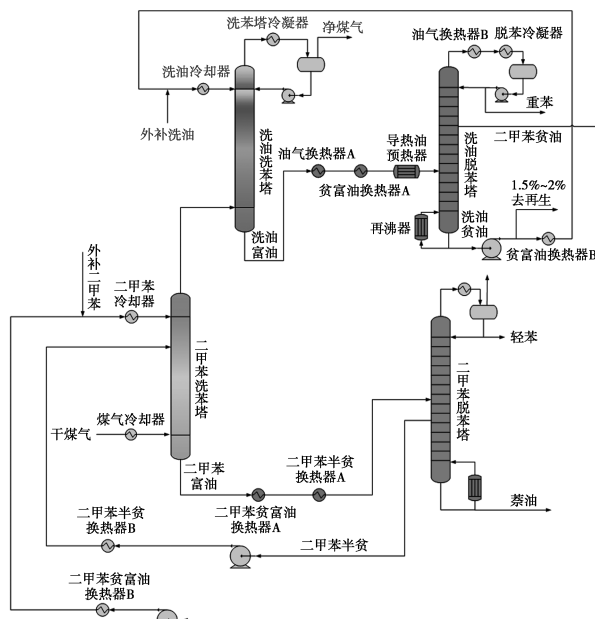 洗苯塔冷凝器
净煤气
油气换热器B
脱苯冷凝器
洗油冷却器
重苯
外补洗油
洗油洗苯塔
油气换热器A
导热油
预热器
洗油脱苯塔
二甲苯贫油
贫富油换热器A
1.5%~2%
去再生
洗油
富油
再沸器
洗油
贫油
贫富油换热器B
外补二甲苯
二甲苯
冷却器
二甲苯洗苯塔
轻苯
二甲苯脱苯塔
煤气冷却器
干煤气
二甲苯
富油
二甲苯半贫
换热器A
二甲苯贫富油
换热器A
萘油
二甲苯半贫
换热器B
二甲苯半贫
二甲苯贫富油
换热器B